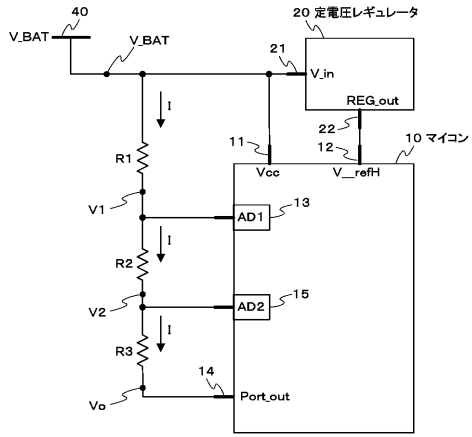 40
V_BAT
V_BAT
20 定電圧レギュレータ
21
V_in
REG_out
I
22
11
12
10 マイコン
R1
Vcc
V__refH
V1
AD1
13
I
R2
V2
AD2
15
I
R3
14
Vo
Port_out